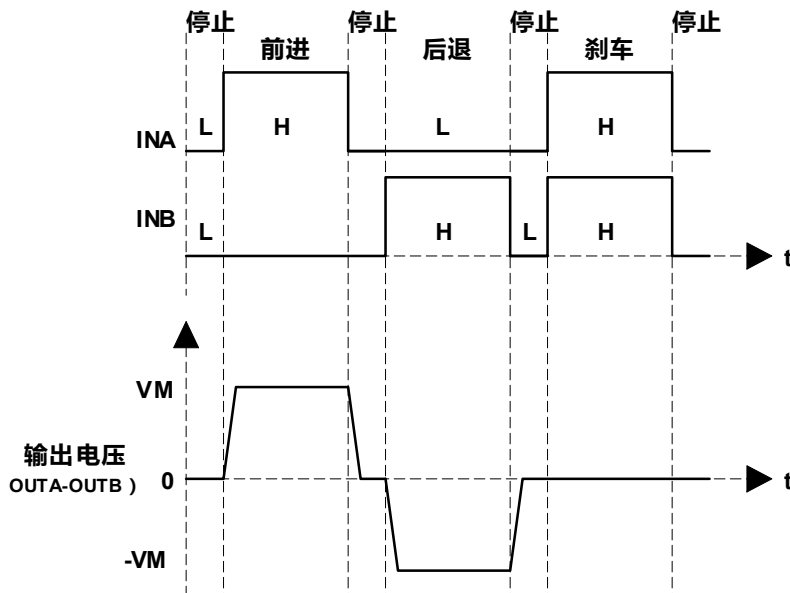 停止 停止 停止 停止
前进 后退 刹车
L H L H
INA
INB
L H L H
t
VM
输出电压
OUTA-OUTB ) 0 t
-VM